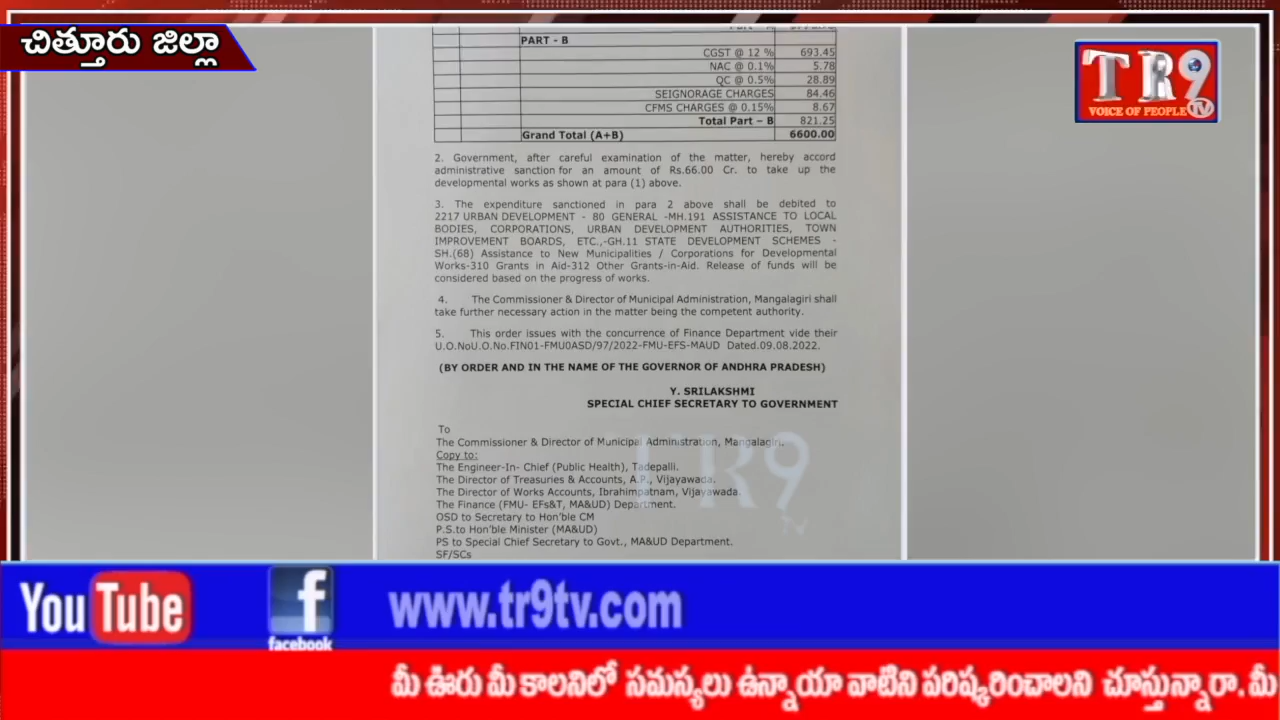 చిత్తూరు జిల్లా
TR9
VOICE OF PEOPLE TV
PART - B
CGST @ 12 % 693.45
NAC @ 0.1% 5.78
QC @ 0.5% 28.89
SEIGNORAGE CHARGES 84.46
CFMS CHARGES @ 0.15% 8.67
Total Part – B 821.25
Grand Total (A+B) 6600.00
2. Government, after careful examination of the matter, hereby accord
administrative sanction for an amount of Rs.66.00 Cr. to take up the
developmental works as shown at para (1) above.
3. The expenditure sanctioned in para 2 above shall be debited to
2217 URBAN DEVELOPMENT - 80 GENERAL -MH.191 ASSISTANCE TO LOCAL
BODIES, CORPORATIONS, URBAN DEVELOPMENT AUTHORITIES, TOWN
IMPROVEMENT BOARDS, ETC.,-GH.11 STATE DEVELOPMENT SCHEMES -
SH.(68) Assistance to New Municipalities / Corporations for Developmental
Works-310 Grants in Aid-312 Other Grants-in-Aid. Release of funds will be
considered based on the progress of works.
4. The Commissioner & Director of Municipal Administration, Mangalagiri shall
take further necessary action in the matter being the competent authority.
5. This order issues with the concurrence of Finance Department vide their
U.O.NoU.O.No.FIN01-FMU0ASD/97/2022-FMU-EFS-MAUD Dated.09.08.2022.
(BY ORDER AND IN THE NAME OF THE GOVERNOR OF ANDHRA PRADESH)
Y. SRILAKSHMI
SPECIAL CHIEF SECRETARY TO GOVERNMENT
To
The Commissioner & Director of Municipal Administration, Mangalagiri.
Copy to:
The Engineer-In- Chief (Public Health), Tadepalli.
The Director of Treasuries & Accounts, A.P., Vijayawada.
The Director of Works Accounts, Ibrahimpatnam, Vijayawada.
The Finance (FMU- EFs&T, MA&UD) Department.
OSD to Secretary to Hon'ble CM
P.S.to Hon'ble Minister (MA&UD)
PS to Special Chief Secretary to Govt., MA&UD Department.
SF/SCs
TR9
TV
YouTube
facebook
www.tr9tv.com
మీ ఊరు మీ కాలనిలో సమస్యలు ఉన్నాయా వాటిని పరిష్కరించాలని చూస్తున్నారా. మీ